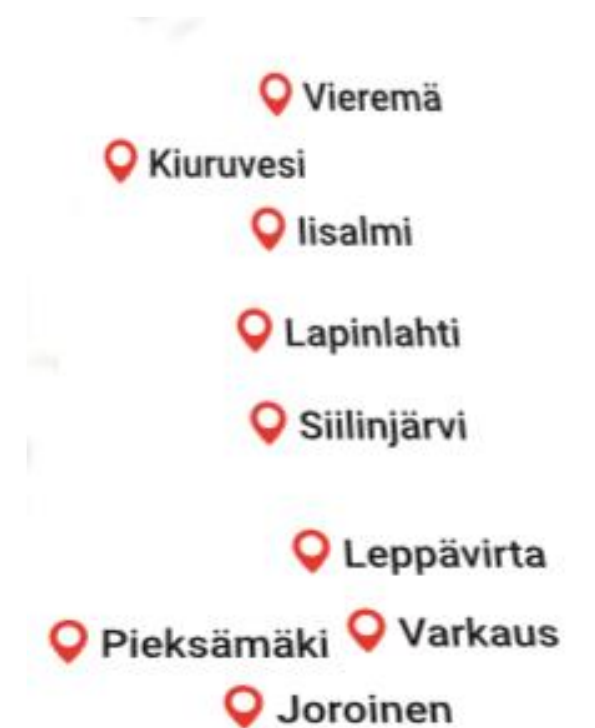 Vieremä
Kiuruvesi
Iisalmi
Lapinlahti
Siilinjärvi
Leppävirta
Pieksämäki Varkaus
Joroinen